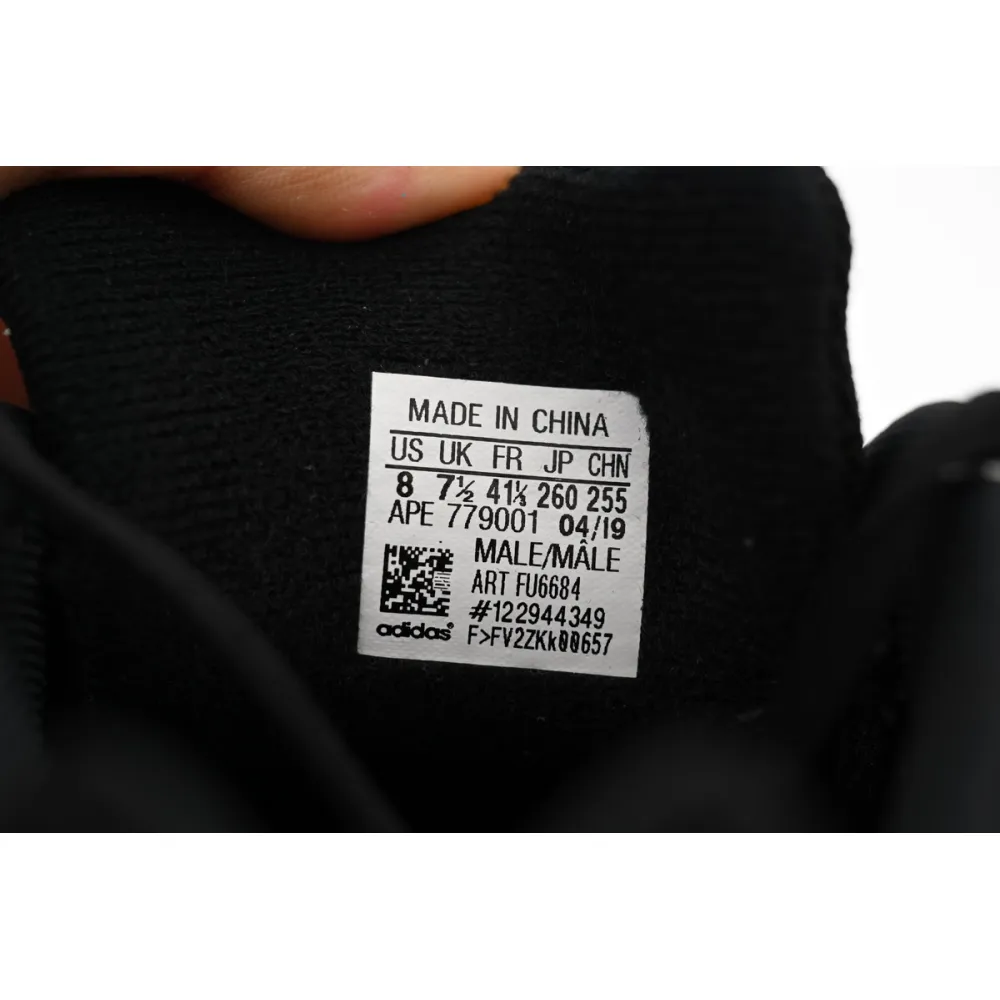 MADE IN CHINA
US UK FR JP CHN
8 7½ 41⅓ 260 255
APE 779001 04/19
MALE/MÂLE
ART FU6684
#122944349
adidas F>FV2ZKk00657